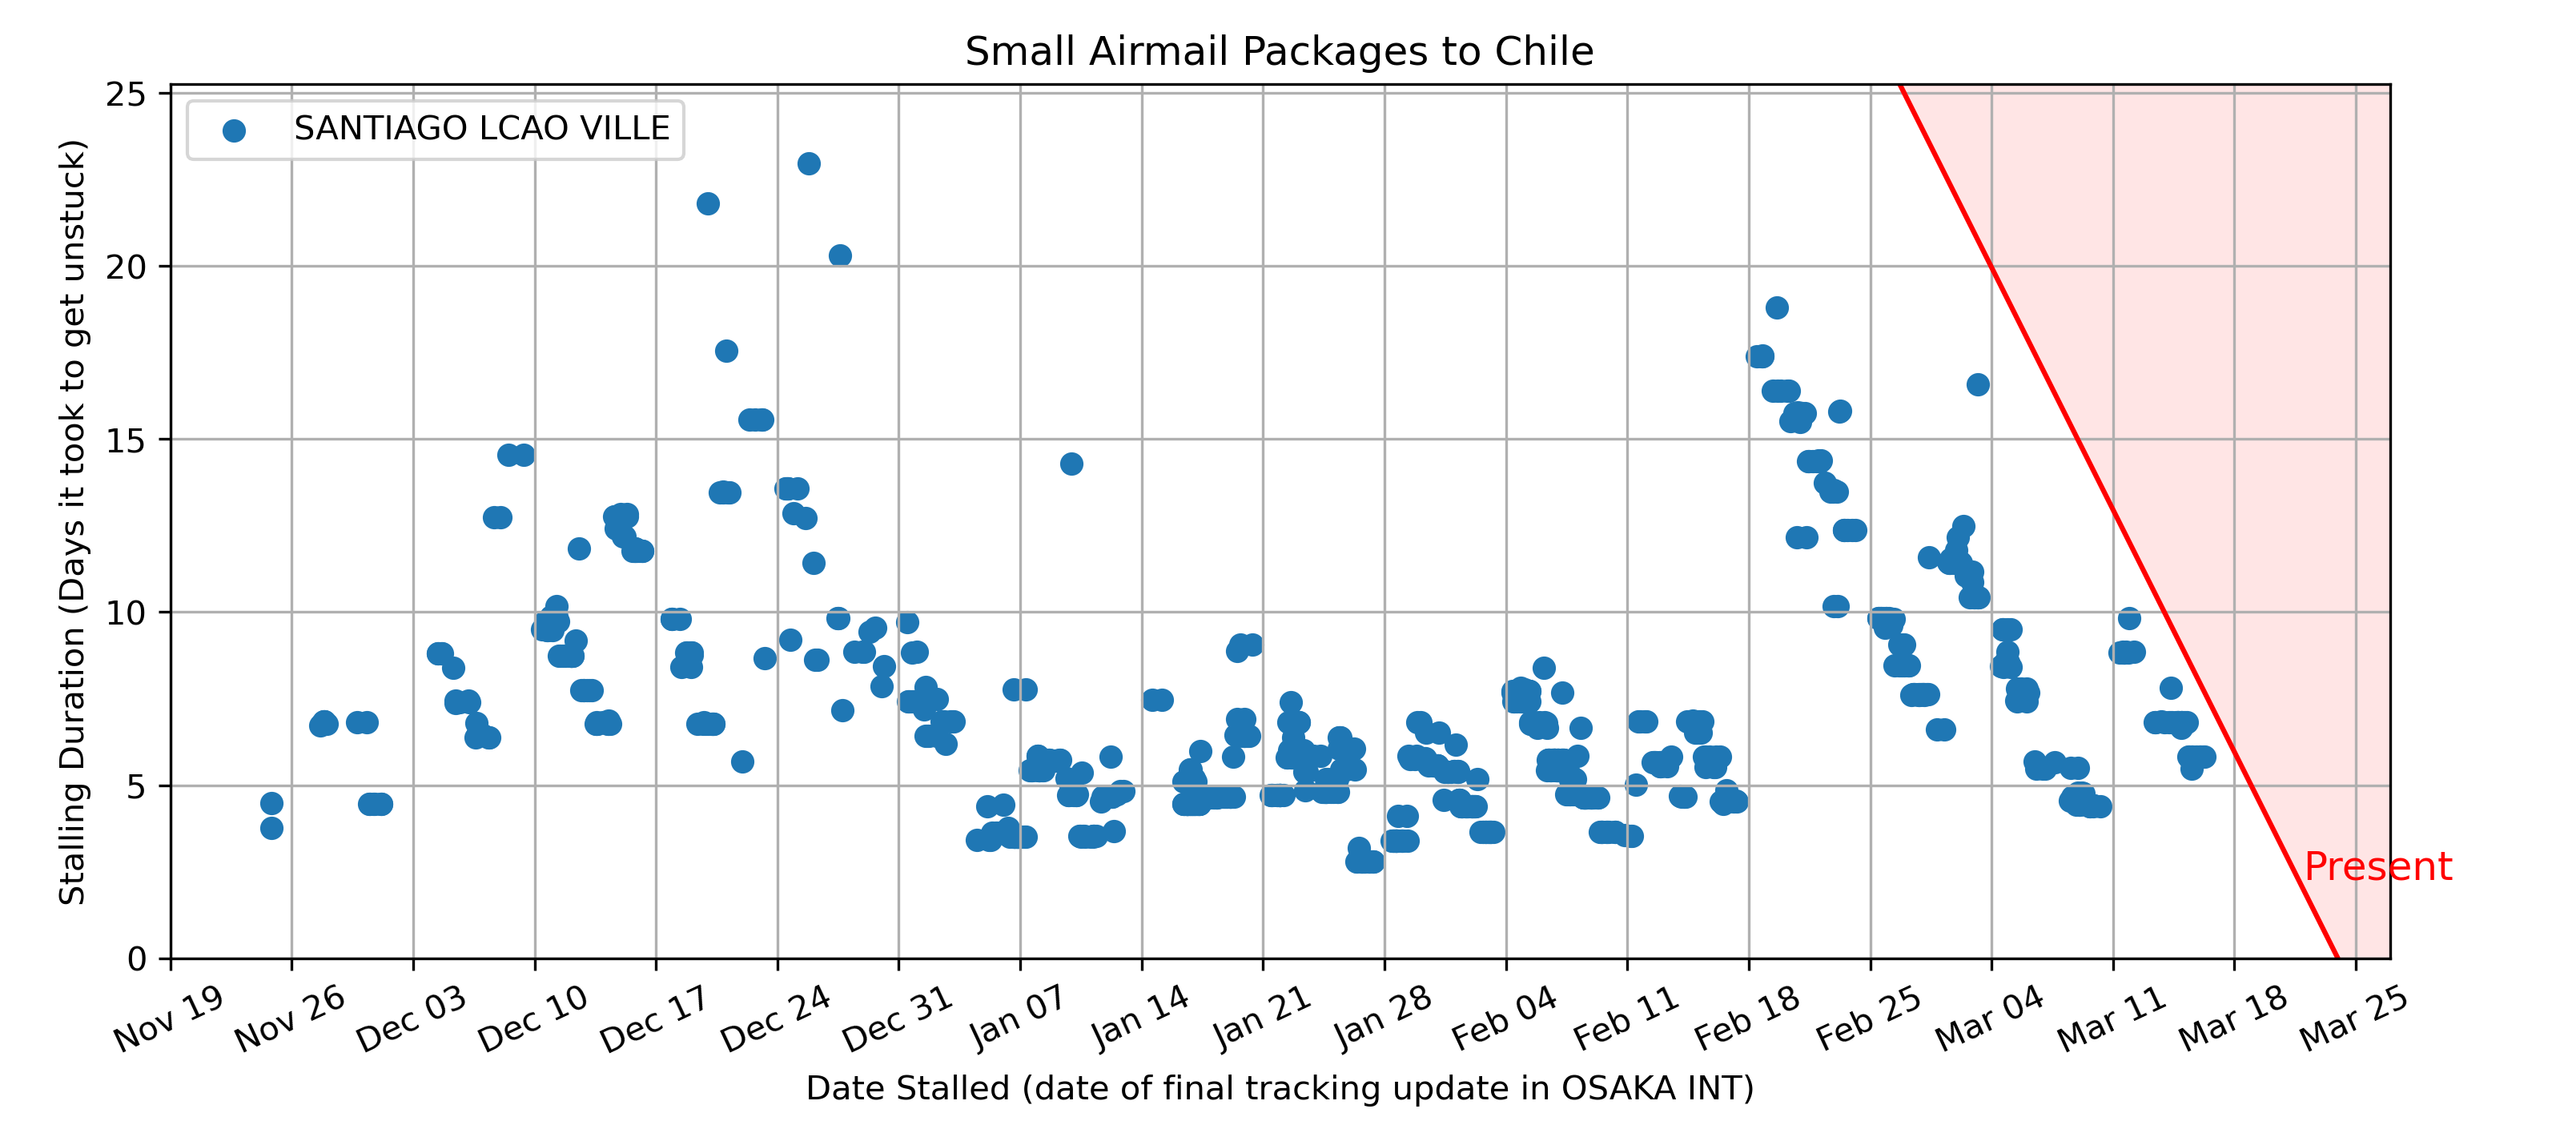 Small Airmail Packages to Chile
SANTIAGO LCAO VILLE
Stalling Duration (Days it took to get unstuck)
25
20
15
10
5
0
Present
Nov 19
Nov 26
Dec 03
Dec 10
Dec 17
Dec 24
Dec 31
Jan 07
Jan 14
Jan 21
Jan 28
Feb 04
Feb 11
Feb 18
Feb 25
Mar 04
Mar 11
Mar 18
Mar 25
Date Stalled (date of final tracking update in OSAKA INT)